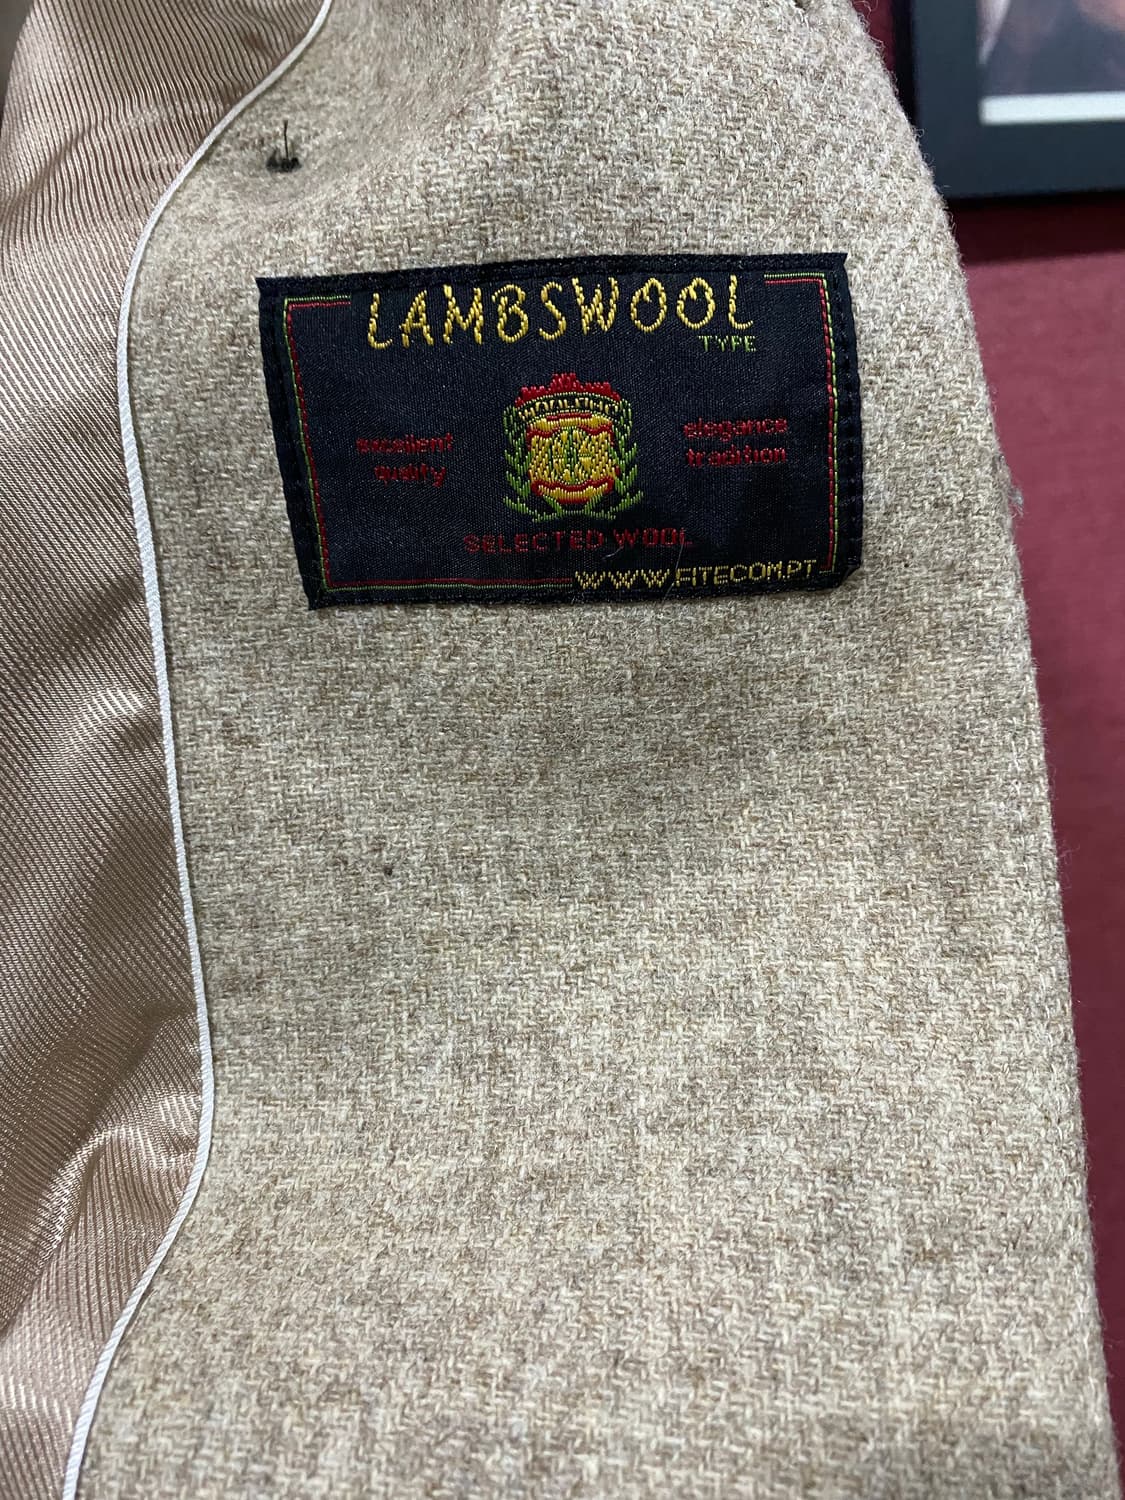 LAMBSWOOL
TYPE
excellent
quality
elegance
tradition
SELECTED WOOL
WWW.FITECOM.PT